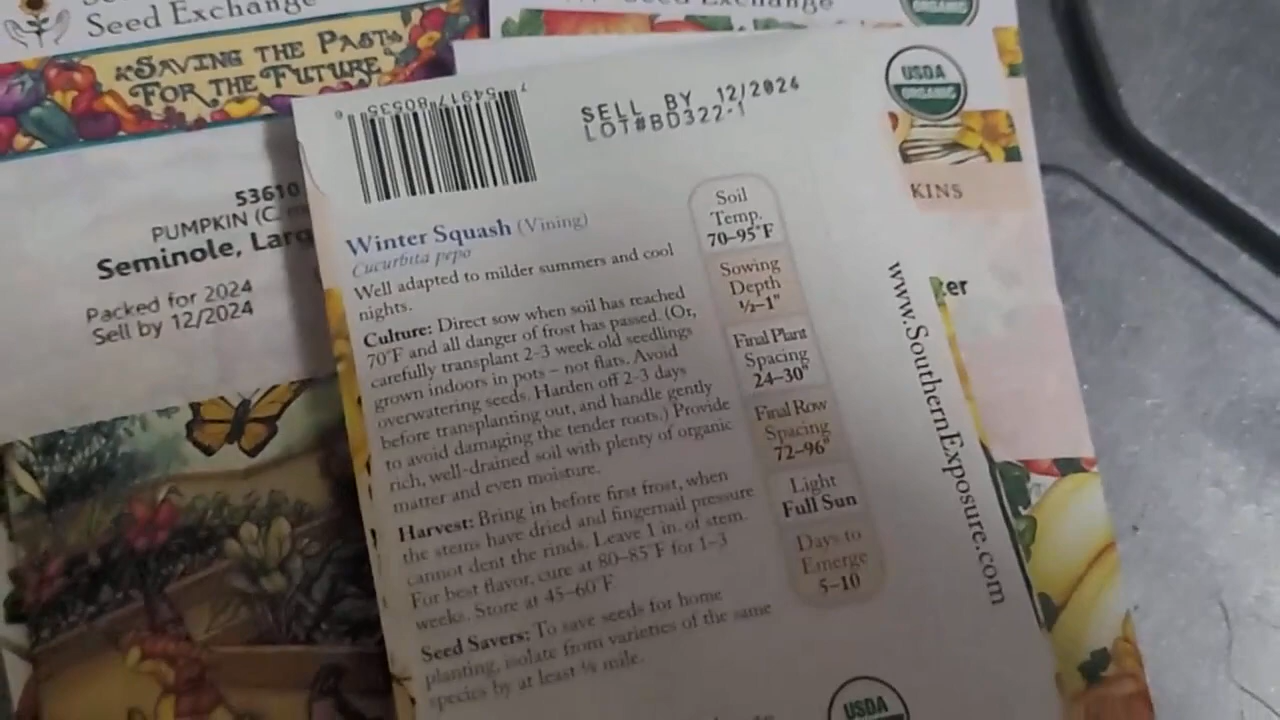 Seed Exchange
Seed Exchange
SAVING THE PAST
FOR THE FUTURE
53610
PUMPKIN (C.
Seminole,
Packed for 2024
Sell by 12/2024
7 54917 80535 6
SELL BY 12/2024
LOT#BD322-1
USDA
ORGANIC
ORGANIC
KINS
Winter Squash (Vining)
Cucurbita pepo
Well adapted to milder summers and cool
nights.
Culture: Direct sow when soil has reached
70°F and all danger of frost has passed. (Or,
carefully transplant 2-3 week old seedlings
grown indoors in pots – not flats. Avoid
overwatering seeds. Harden off 2-3 days
before transplanting out, and handle gently
to avoid damaging the tender roots.) Provide
rich, well-drained soil with plenty of organic
matter and even moisture.
Harvest: Bring in before first frost, when
the stems have dried and fingernail pressure
cannot dent the rinds. Leave 1 in. of stem.
For best flavor, cure at 80–85°F for 1–3
weeks. Store at 45–60°F.
Seed Savers: To save seeds for home
planting, isolate from varieties of the same
species by at least ⅛ mile.
Soil
Temp.
70–95°F
Sowing
Depth
½–1"
Final Plant
Spacing
24–30"
Final Row
Spacing
72–96"
Light
Full Sun
Days to
Emerge
5–10
www.SouthernExposure.com
USDA